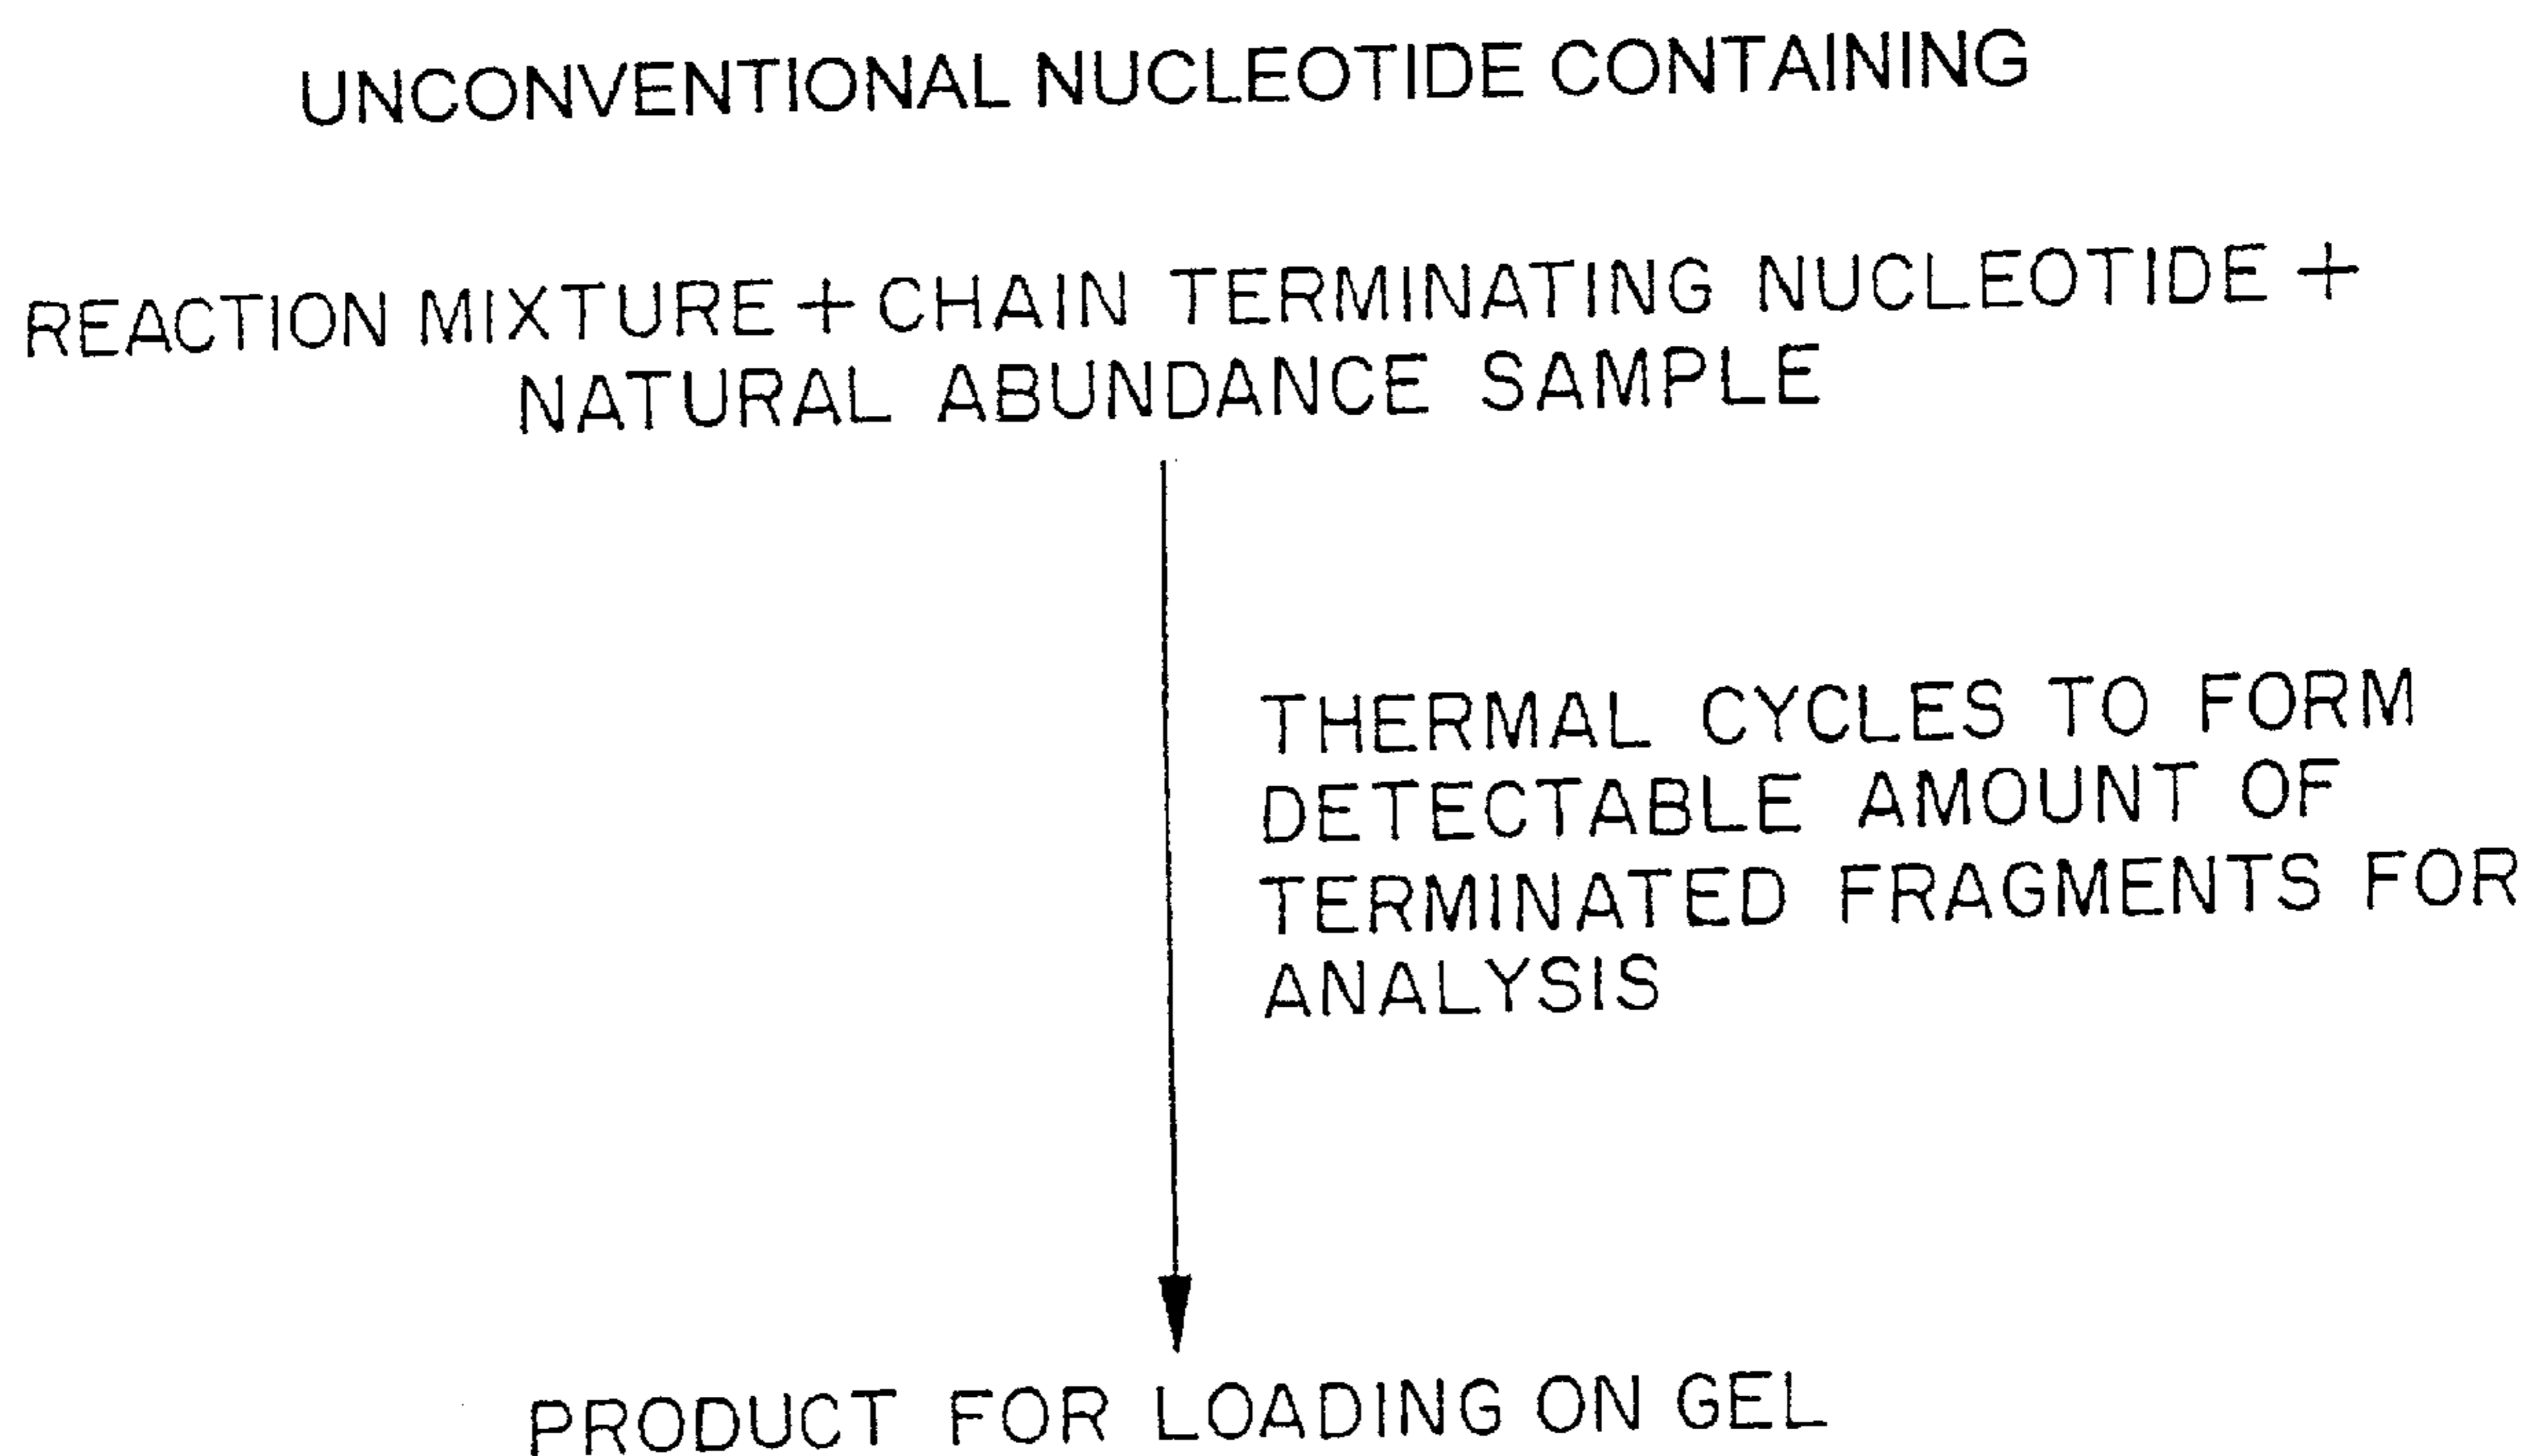 UNCONVENTIONAL NUCLEOTIDE CONTAINING
REACTION MIXTURE + CHAIN TERMINATING NUCLEOTIDE +
NATURAL ABUNDANCE SAMPLE
THERMAL CYCLES TO FORM
DETECTABLE AMOUNT OF
TERMINATED FRAGMENTS FOR
ANALYSIS
PRODUCT FOR LOADING ON GEL